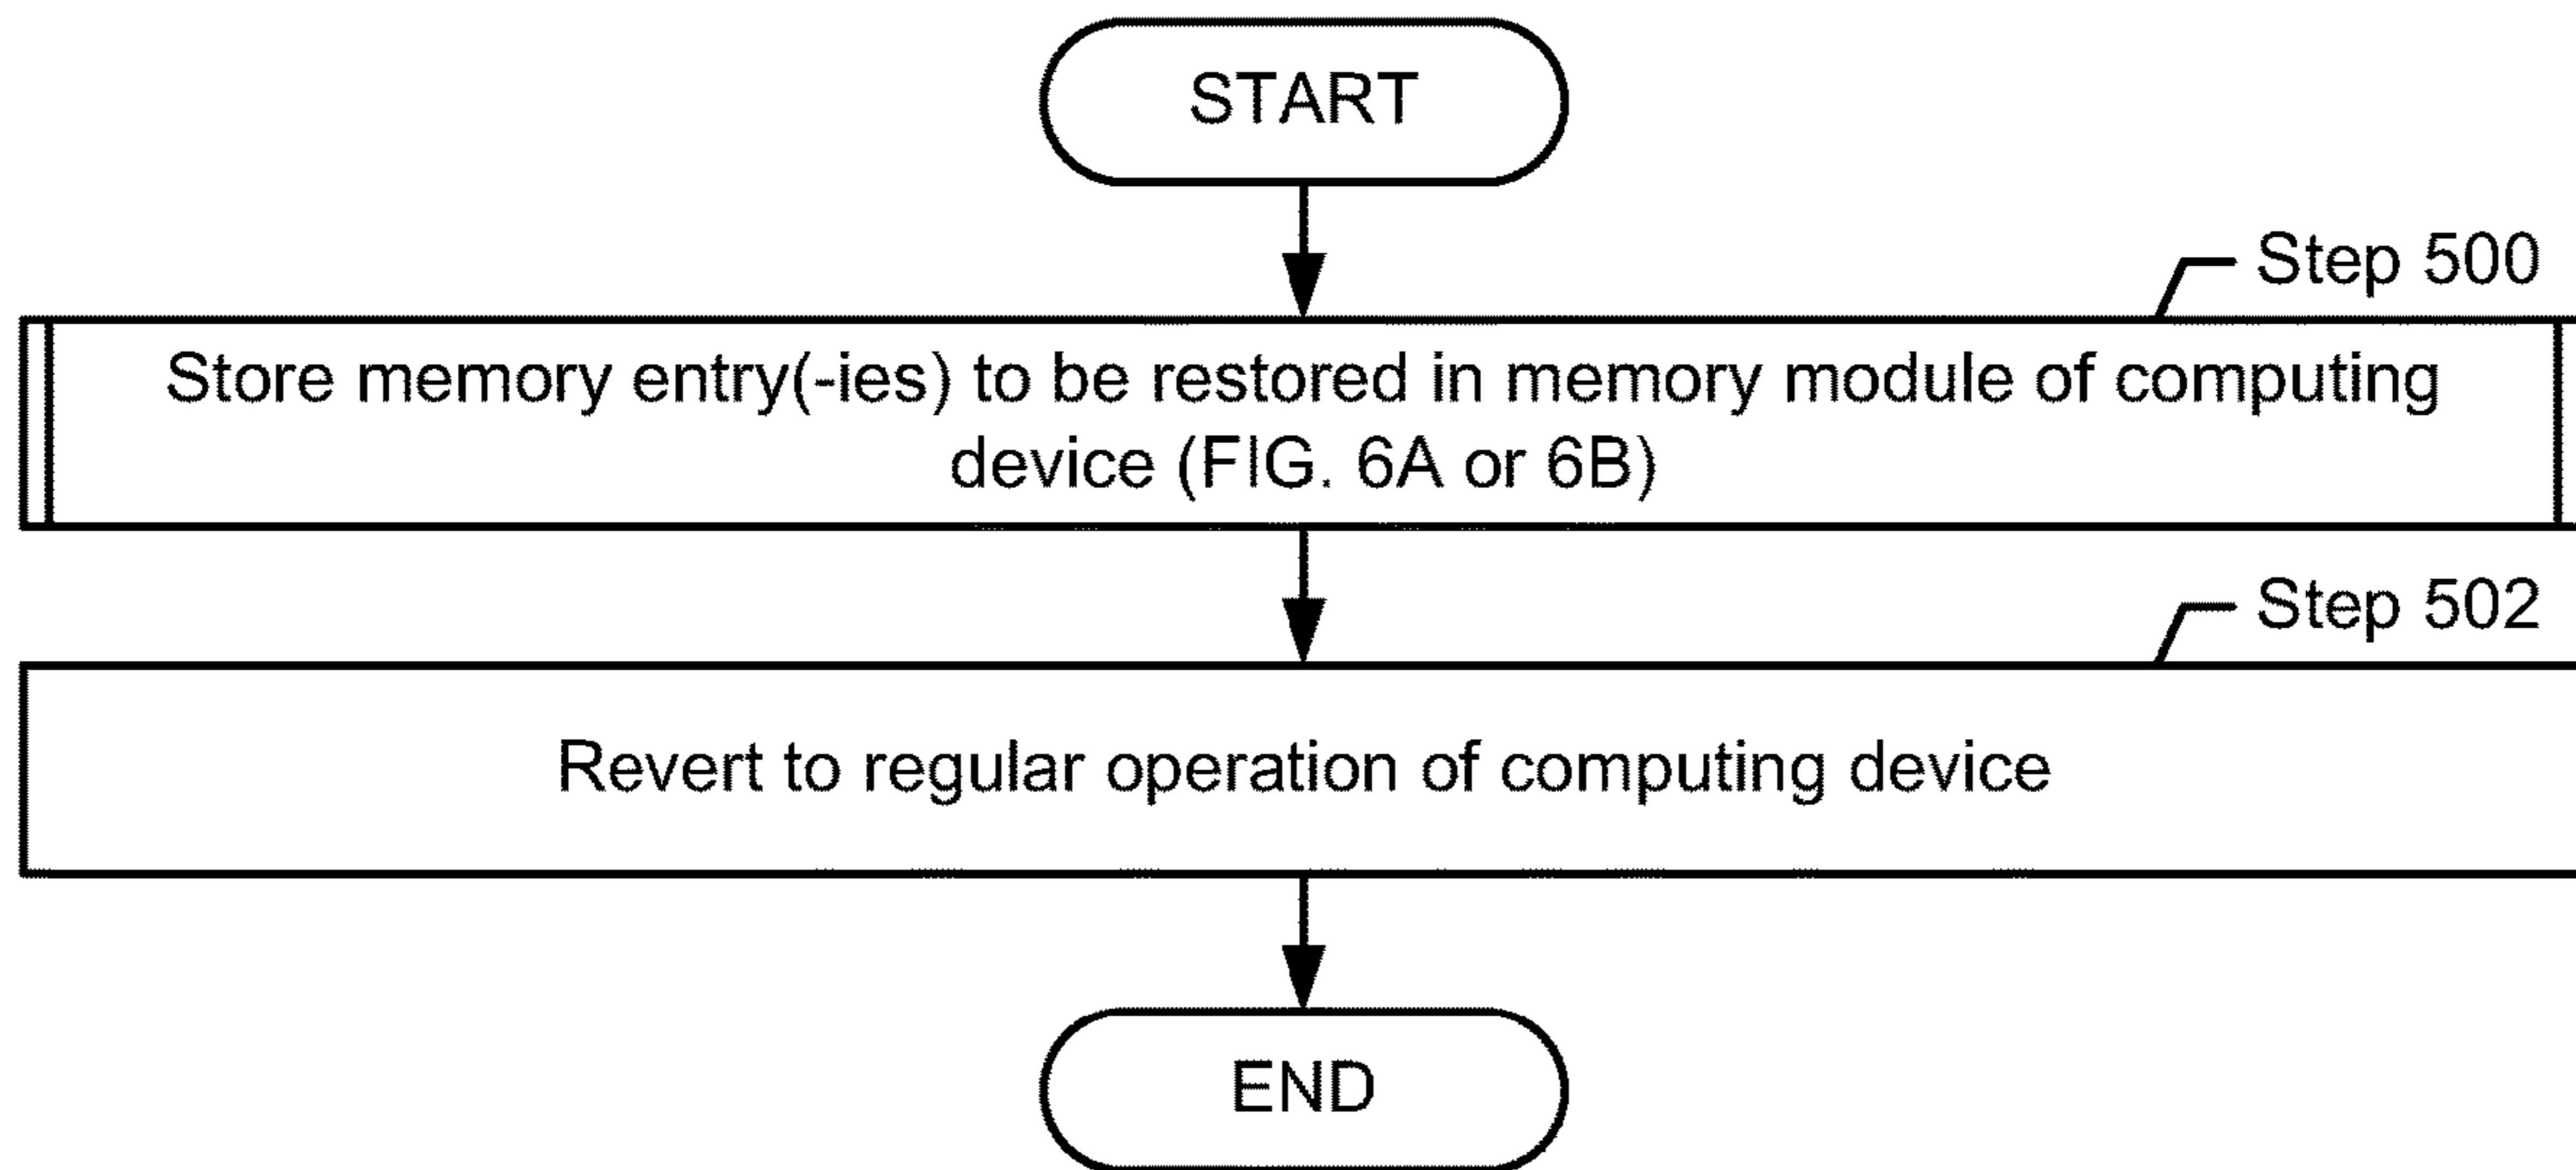 START
Step 500
Store memory entry(-ies) to be restored in memory module of computing
device (FIG. 6A or 6B)
Step 502
Revert to regular operation of computing device
END